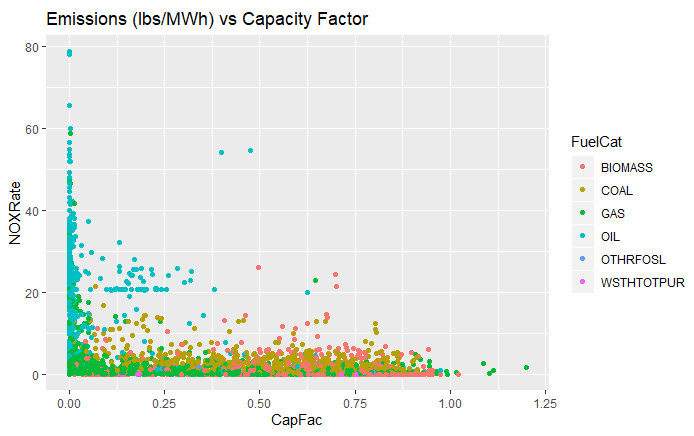 Emissions (lbs/MWh) vs Capacity Factor
80
60
40
20
0
NOXRate
0.00 0.25 0.50 0.75 1.00 1.25
CapFac
FuelCat
BIOMASS
COAL
GAS
OIL
OTHRFOSL
WSTHTOTPUR